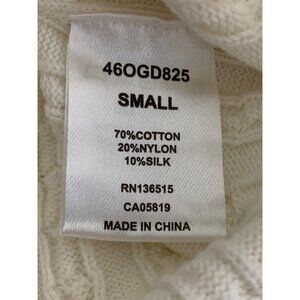 46OGD825
SMALL
70%COTTON
20%NYLON
10%SILK
RN136515
CA05819
MADE IN CHINA